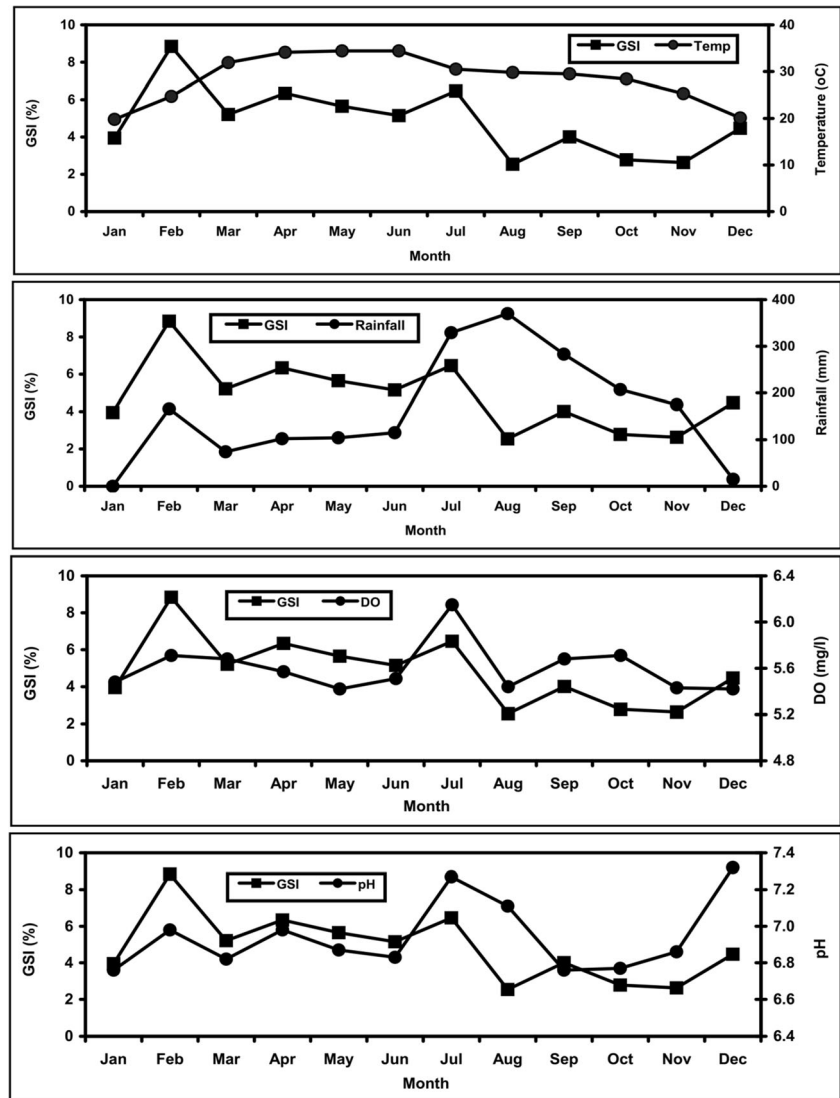 GSI Temp
GSI (%)
10
8
6
4
2
0
40
30
20
10
0
Temperature (oC)
Jan Feb Mar Apr May Jun Jul Aug Sep Oct Nov Dec
Month
GSI Rainfall
GSI (%)
10
8
6
4
2
0
400
300
200
100
0
Rainfall (mm)
Jan Feb Mar Apr May Jun Jul Aug Sep Oct Nov Dec
Month
GSI DO
GSI (%)
10
8
6
4
2
0
6.4
6.0
5.6
5.2
4.8
DO (mg/l)
Jan Feb Mar Apr May Jun Jul Aug Sep Oct Nov Dec
Month
GSI pH
GSI (%)
10
8
6
4
2
0
7.4
7.2
7.0
6.8
6.6
6.4
pH
Jan Feb Mar Apr May Jun Jul Aug Sep Oct Nov Dec
Month